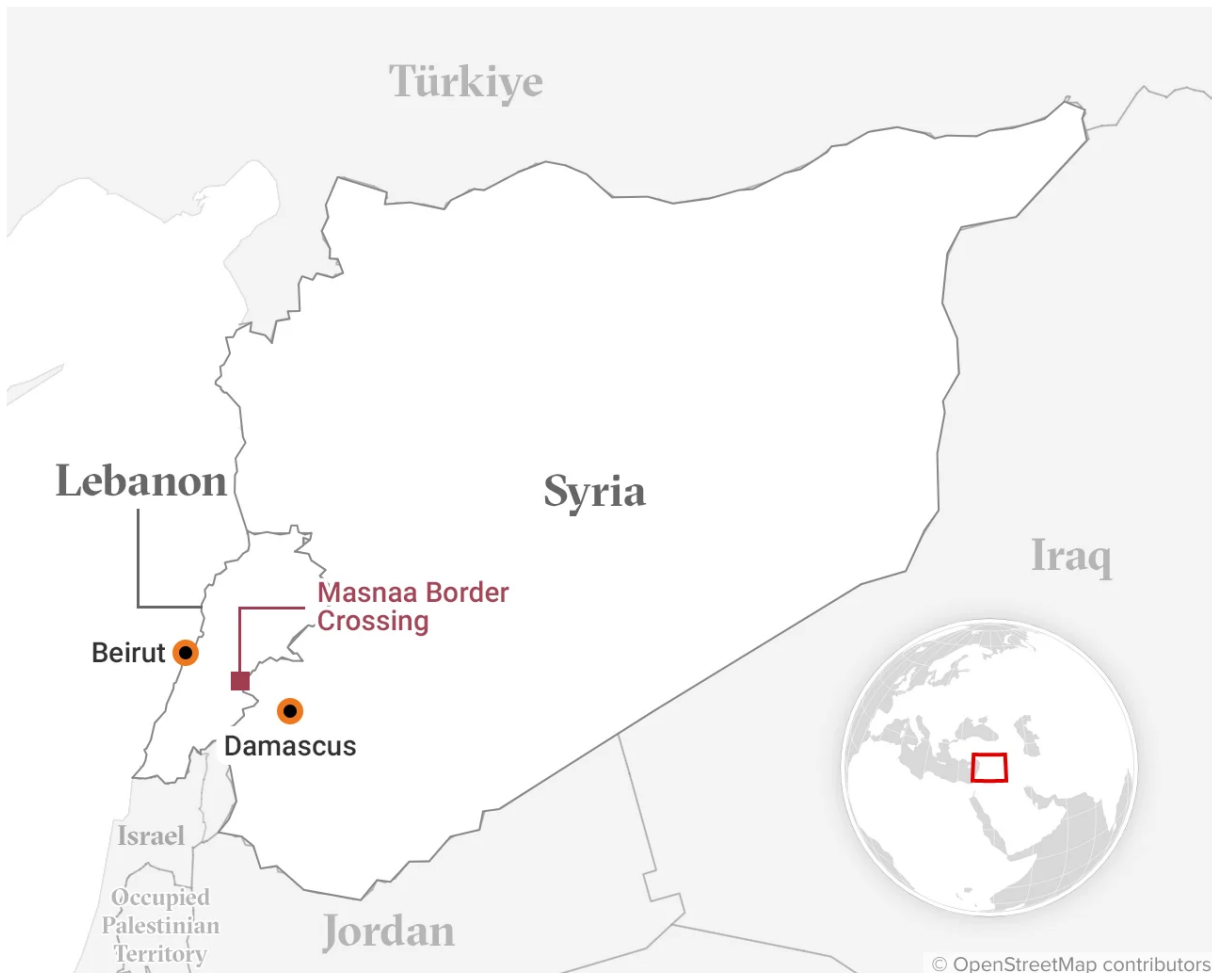 Türkiye
Lebanon
Syria
Iraq
Masnaa Border
Crossing
Beirut
Damascus
Israel
Occupied
Palestinian
Territory
Jordan
© OpenStreetMap contributors